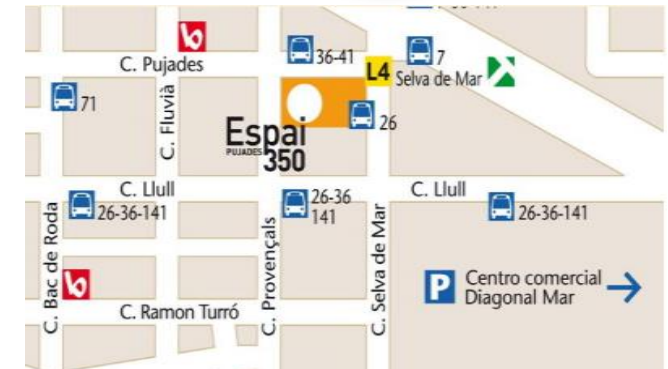 36-41
7
C. Pujades
L4
Selva de Mar
71
26
C. Fluvià
Espai
PUJADES 350
C. Llull
C. Llull
26-36-141
26-36
141
26-36-141
C. Bac de Roda
C. Provençals
C. Selva de Mar
P
Centro comercial
Diagonal Mar
C. Ramon Turró